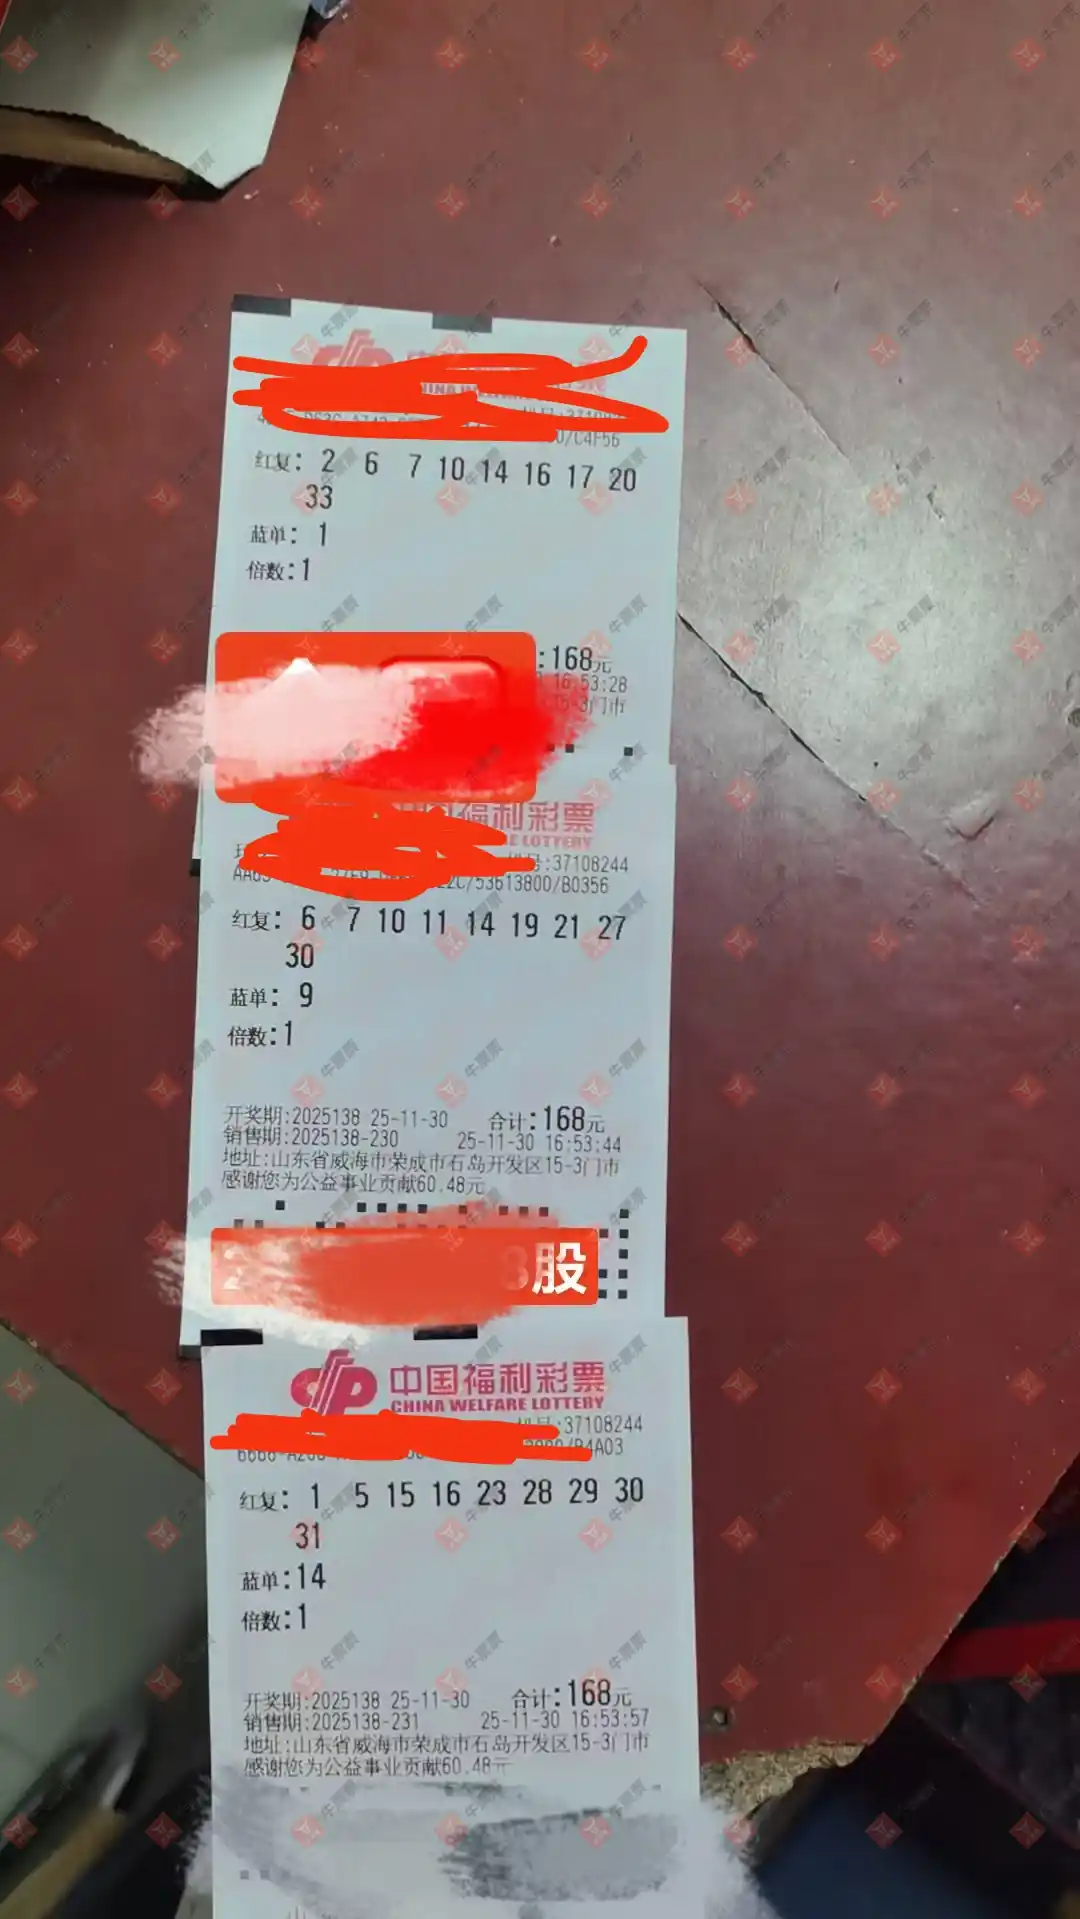 红复: 2 6 7 10 14 16 17 20
33
蓝单: 1
倍数:1
:168元
16:53:28
15-3门市
中国福利彩票
机号:37108244
/53613800/B0356
红复: 6 7 10 11 14 19 21 27
30
蓝单: 9
倍数:1
开奖期:2025138 25-11-30 合计:168元
销售期:2025138-230 25-11-30 16:53:44
地址:山东省威海市荣成市石岛开发区15-3门市
感谢您为公益事业贡献60.48元
股
中国福利彩票
CHINA WELFARE LOTTERY
机号:37108244
红复: 1 5 15 16 23 28 29 30
31
蓝单:14
倍数:1
开奖期:2025138 25-11-30 合计:168元
销售期:2025138-231 25-11-30 16:53:57
地址:山东省威海市荣成市石岛开发区15-3门市
感谢您为公益事业贡献60.48元